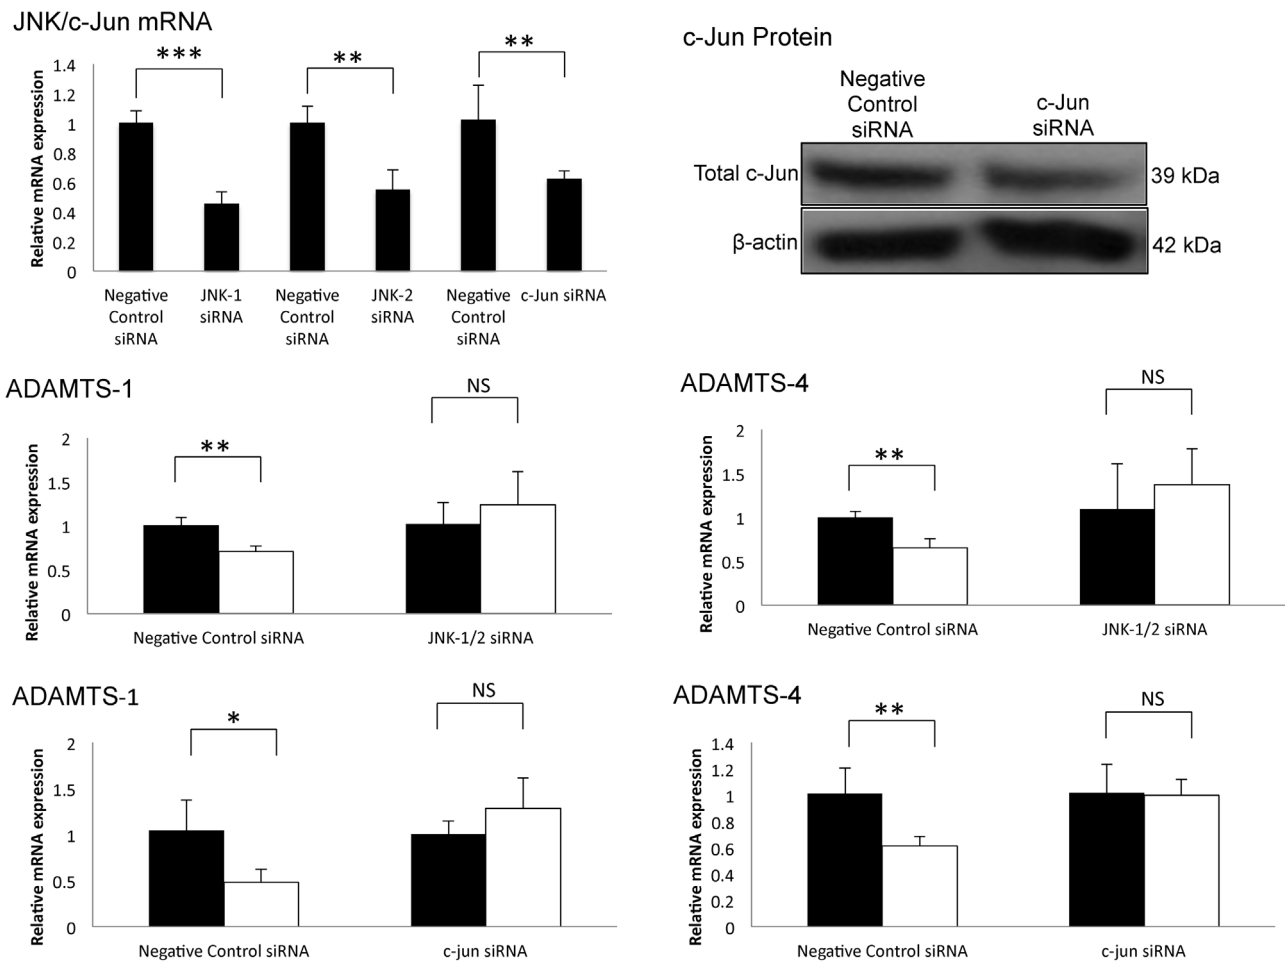 JNK/c-Jun mRNA
Relative mRNA expression
1.4
1.2
1
0.8
0.6
0.4
0.2
0
***
**
**
Negative
Control
siRNA
JNK-1
siRNA
Negative
Control
siRNA
JNK-2
siRNA
Negative
Control
siRNA
c-Jun siRNA
c-Jun Protein
Negative
Control
siRNA
c-Jun
siRNA
Total c-Jun
39 kDa
β-actin
42 kDa
ADAMTS-1
Relative mRNA expression
2
1.5
1
0.5
0
**
NS
Negative Control siRNA
JNK-1/2 siRNA
ADAMTS-4
Relative mRNA expression
2
1.5
1
0.5
0
**
NS
Negative Control siRNA
JNK-1/2 siRNA
ADAMTS-1
Relative mRNA expression
2
1.5
1
0.5
0
*
NS
Negative Control siRNA
c-jun siRNA
ADAMTS-4
Relative mRNA expression
1.4
1.2
1
0.8
0.6
0.4
0.2
0
**
NS
Negative Control siRNA
c-jun siRNA